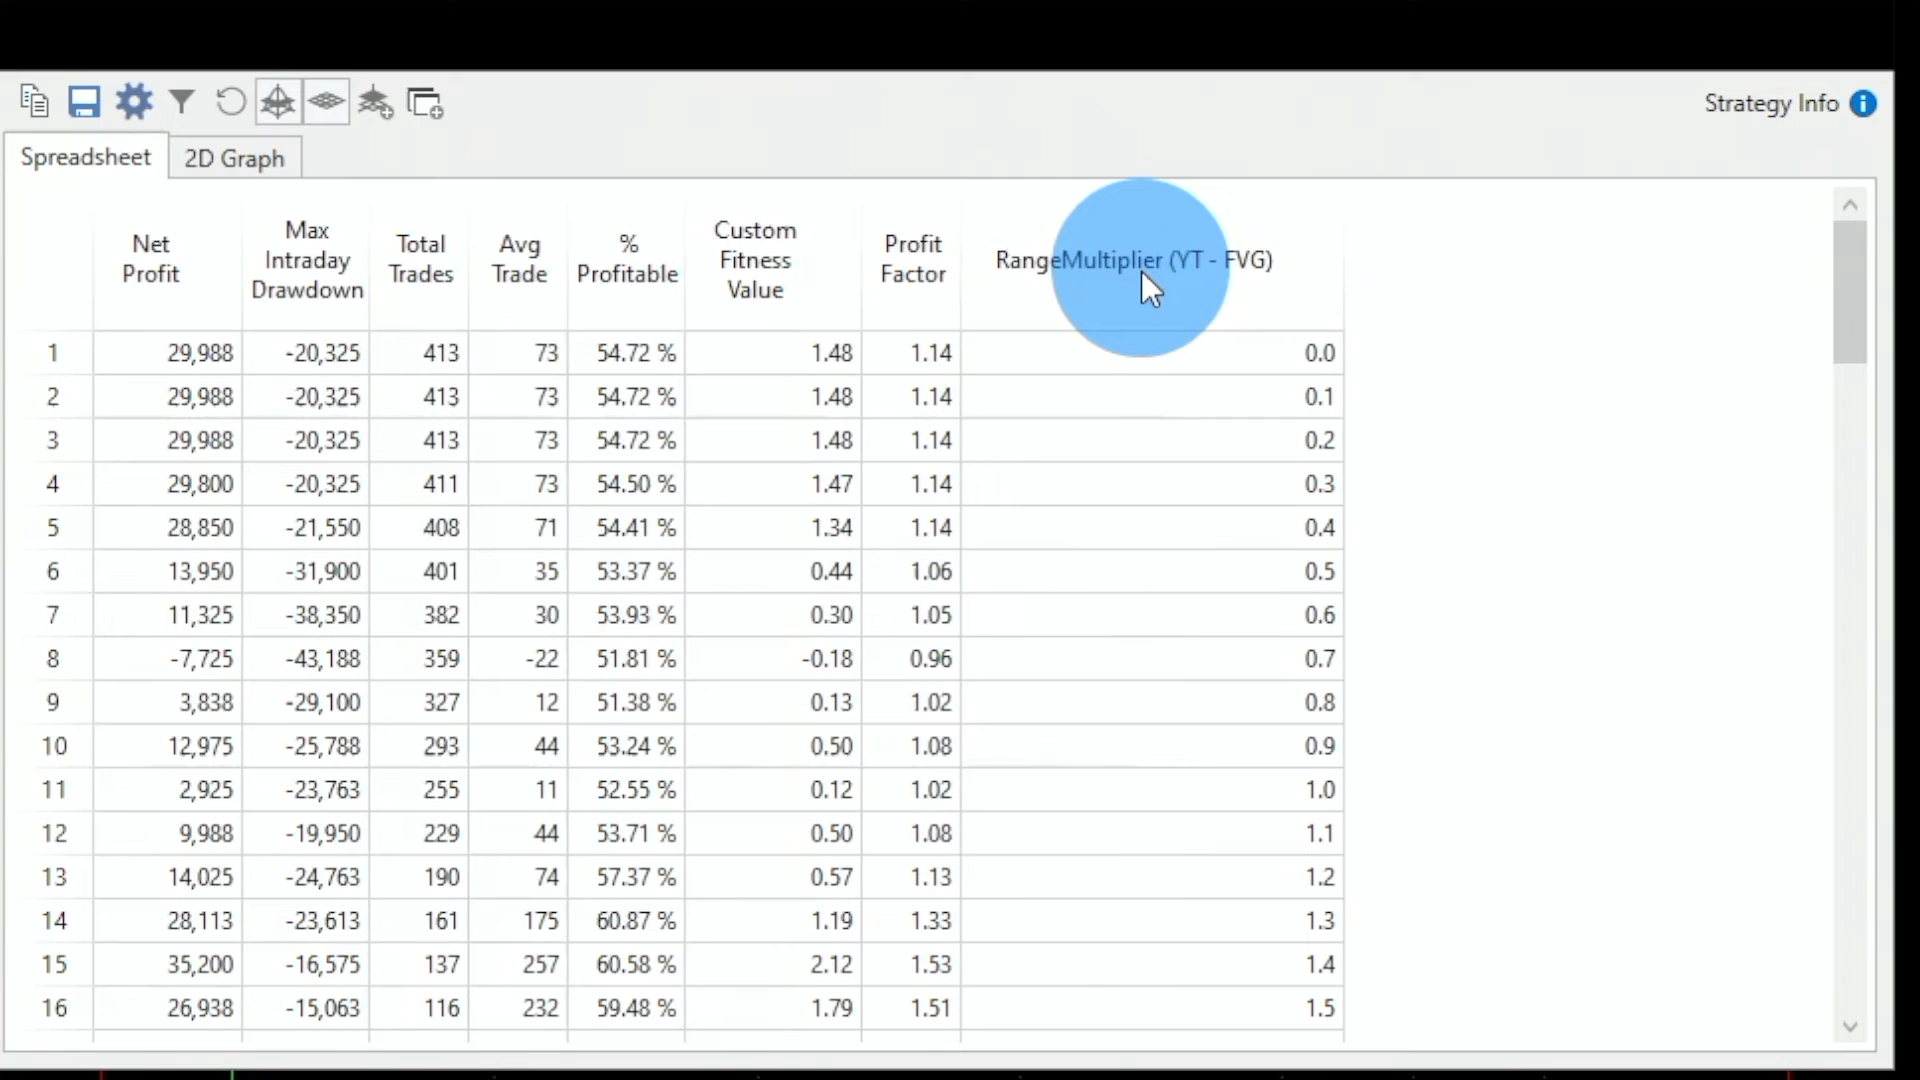 Strategy Info
Spreadsheet 2D Graph
Net Profit Max Intraday Drawdown Total Trades Avg Trade % Profitable Custom Fitness Value Profit Factor RangeMultiplier (YT - FVG)
1 29,988 -20,325 413 73 54.72 % 1.48 1.14 0.0
2 29,988 -20,325 413 73 54.72 % 1.48 1.14 0.1
3 29,988 -20,325 413 73 54.72 % 1.48 1.14 0.2
4 29,800 -20,325 411 73 54.50 % 1.47 1.14 0.3
5 28,850 -21,550 408 71 54.41 % 1.34 1.14 0.4
6 13,950 -31,900 401 35 53.37 % 0.44 1.06 0.5
7 11,325 -38,350 382 30 53.93 % 0.30 1.05 0.6
8 -7,725 -43,188 359 -22 51.81 % -0.18 0.96 0.7
9 3,838 -29,100 327 12 51.38 % 0.13 1.02 0.8
10 12,975 -25,788 293 44 53.24 % 0.50 1.08 0.9
11 2,925 -23,763 255 11 52.55 % 0.12 1.02 1.0
12 9,988 -19,950 229 44 53.71 % 0.50 1.08 1.1
13 14,025 -24,763 190 74 57.37 % 0.57 1.13 1.2
14 28,113 -23,613 161 175 60.87 % 1.19 1.33 1.3
15 35,200 -16,575 137 257 60.58 % 2.12 1.53 1.4
16 26,938 -15,063 116 232 59.48 % 1.79 1.51 1.5